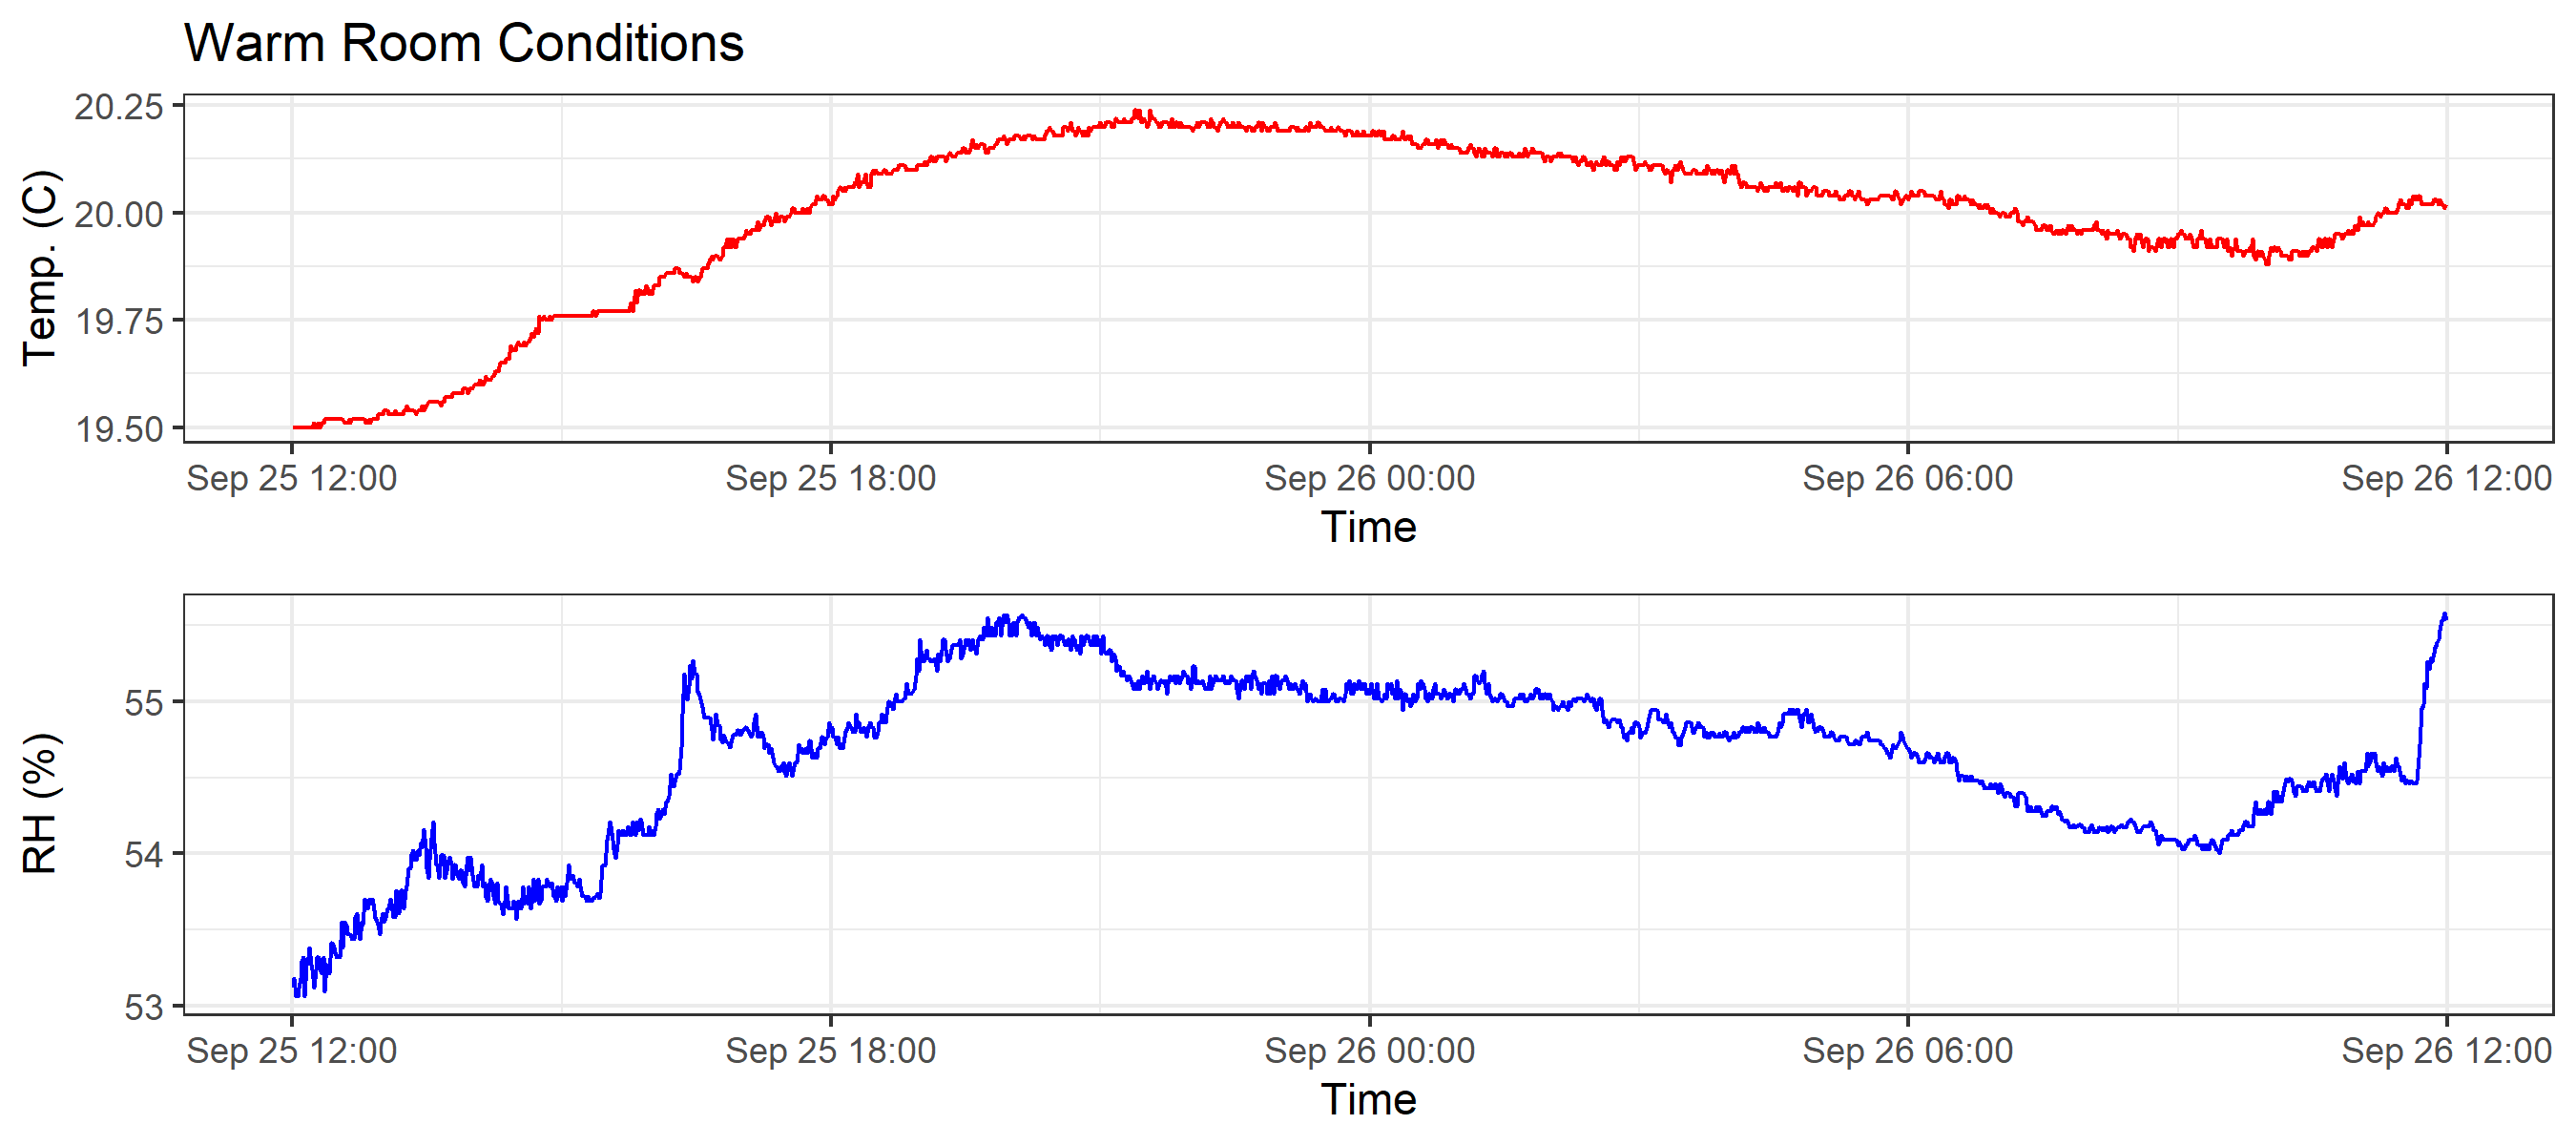 Warm Room Conditions
Temp. (C)
20.25
20.00
19.75
19.50
Sep 25 12:00 Sep 25 18:00 Sep 26 00:00 Sep 26 06:00 Sep 26 12:00
Time
RH (%)
55
54
53
Sep 25 12:00 Sep 25 18:00 Sep 26 00:00 Sep 26 06:00 Sep 26 12:00
Time